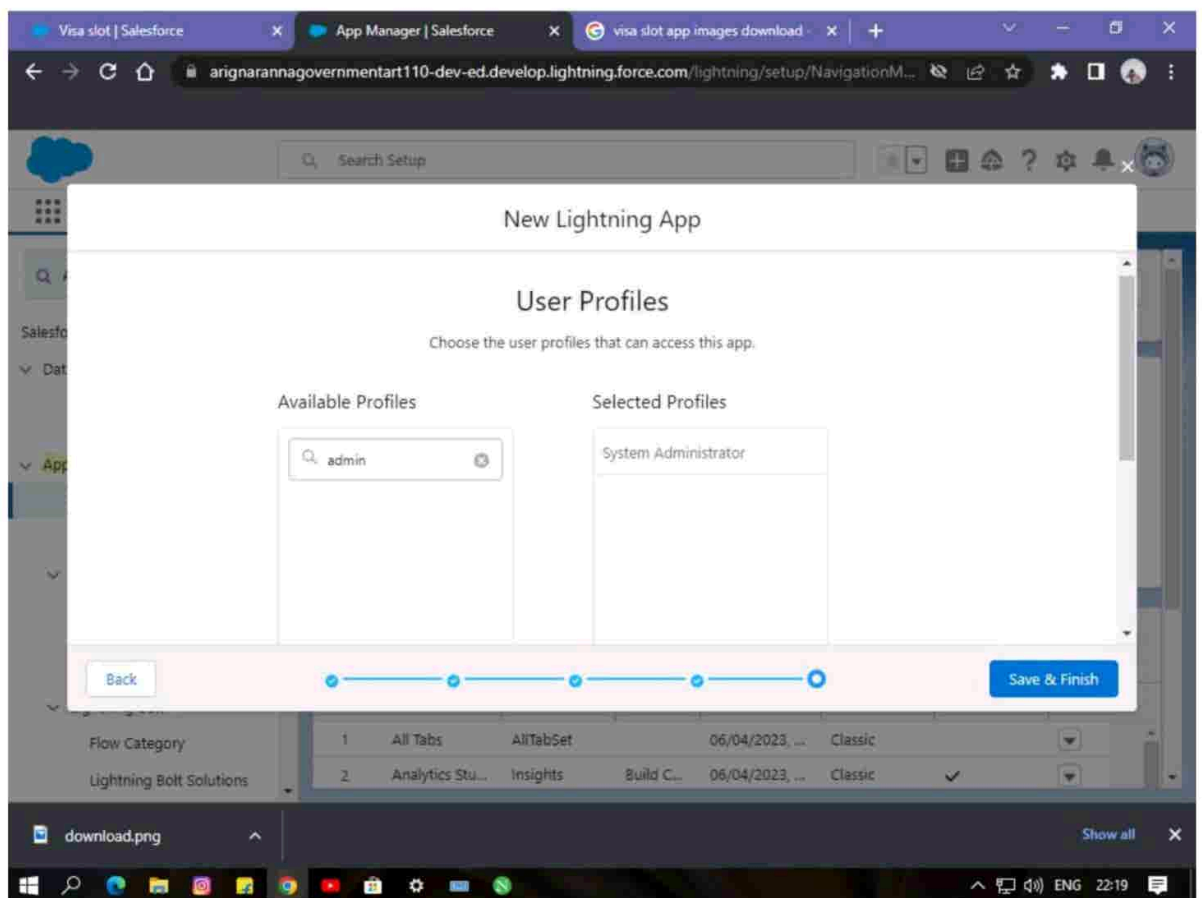 Visa slot | Salesforce
App Manager | Salesforce
visa slot app images download -
arignarannagovernmentart110-dev-ed.develop.lightning.force.com/lightning/setup/NavigationM...
Search Setup
New Lightning App
User Profiles
Choose the user profiles that can access this app.
Salesfo
Dat
App
Available Profiles
Selected Profiles
admin
System Administrator
Back
Save & Finish
Flow Category
Lightning Bolt Solutions
1 All Tabs AllTabSet 06/04/2023, ... Classic
2 Analytics Stu... Insights Build C... 06/04/2023, ... Classic
download.png
Show all
ENG 22:19